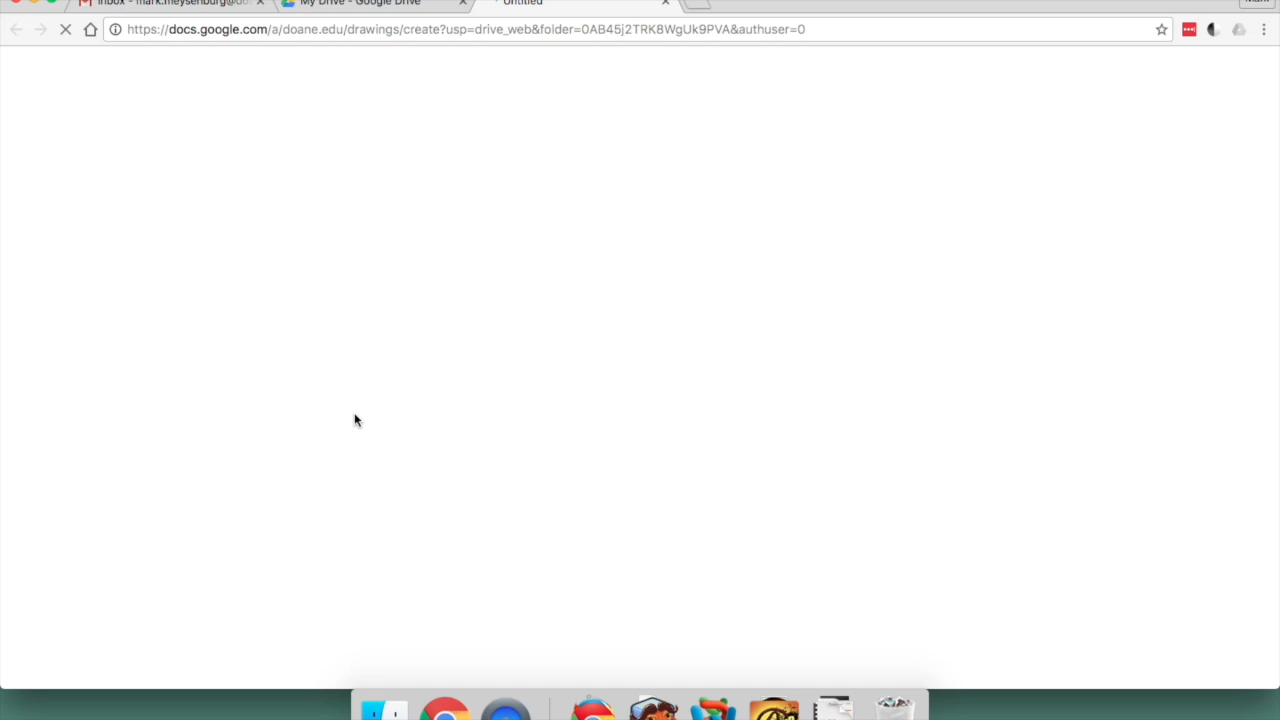 Inbox - mark.meysenburg@do
My Drive - Google Drive
Untitled
Mark
https://docs.google.com/a/doane.edu/drawings/create?usp=drive_web&folder=0AB45j2TRK8WgUk9PVA&authuser=0